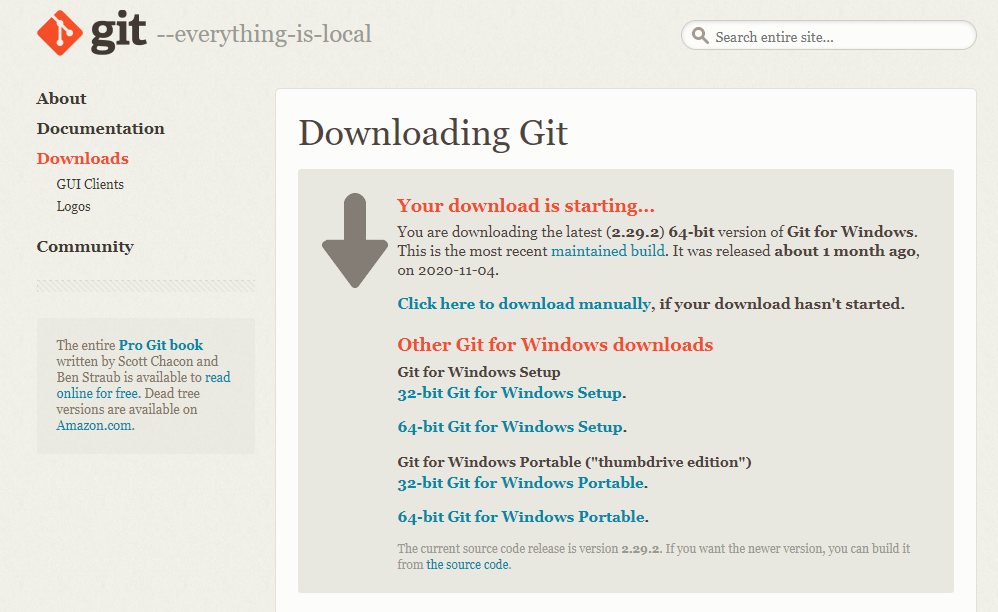 git --everything-is-local
Search entire site...
About
Documentation
Downloads
GUI Clients
Logos
Community
The entire Pro Git book
written by Scott Chacon and
Ben Straub is available to read
online for free. Dead tree
versions are available on
Amazon.com.
Downloading Git
Your download is starting...
You are downloading the latest (2.29.2) 64-bit version of Git for Windows.
This is the most recent maintained build. It was released about 1 month ago,
on 2020-11-04.
Click here to download manually, if your download hasn't started.
Other Git for Windows downloads
Git for Windows Setup
32-bit Git for Windows Setup.
64-bit Git for Windows Setup.
Git for Windows Portable ("thumbdrive edition")
32-bit Git for Windows Portable.
64-bit Git for Windows Portable.
The current source code release is version 2.29.2. If you want the newer version, you can build it
from the source code.